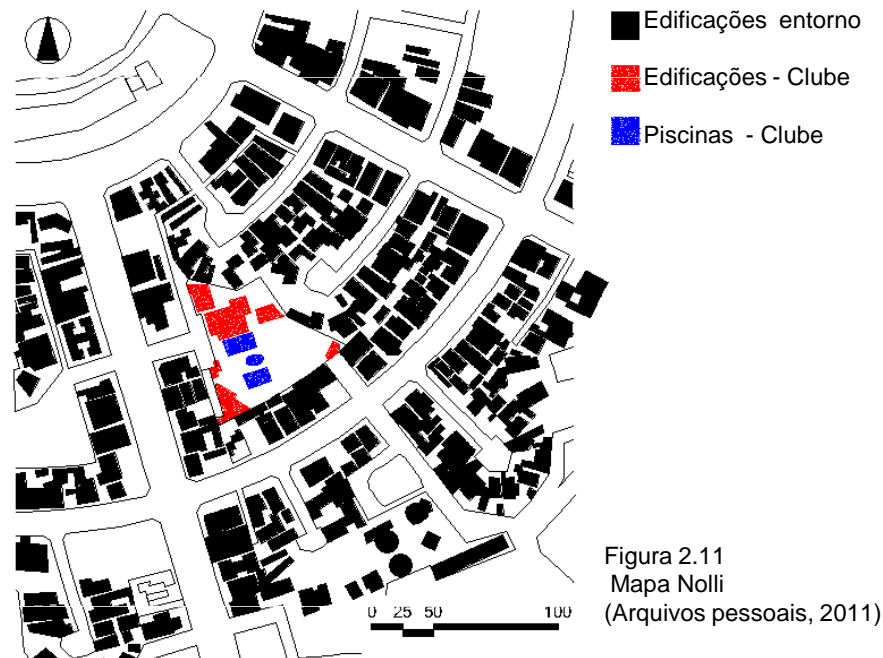 Edificações entorno
Edificações - Clube
Piscinas - Clube
Figura 2.11
Mapa Nolli
(Arquivos pessoais, 2011)
0 25 50 100